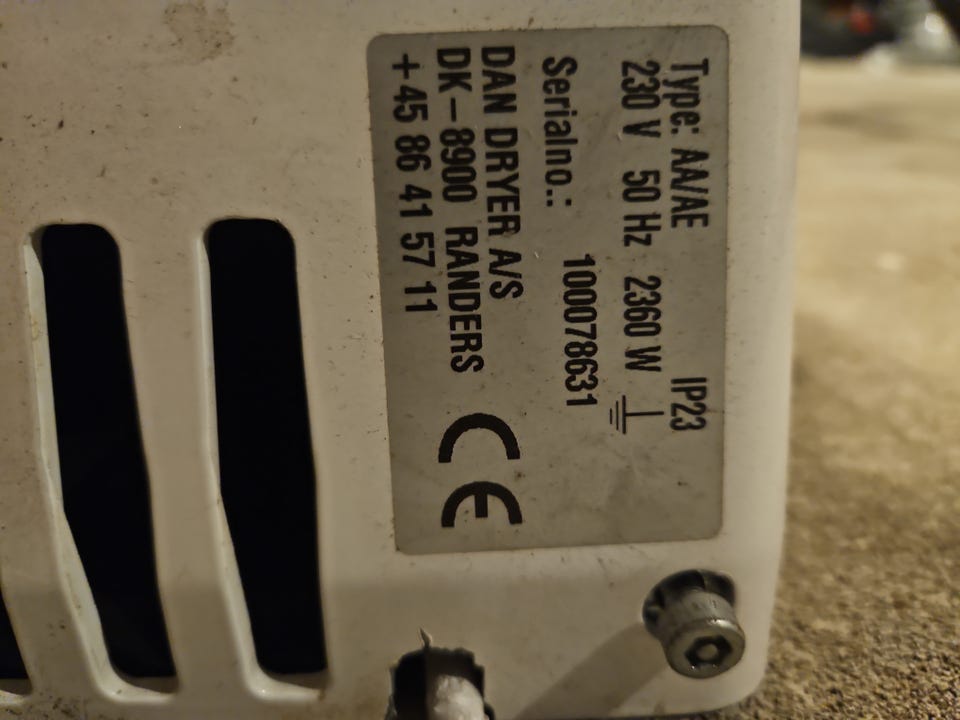 Type: AA/AE IP23
230 V 50 Hz 2360 W
Serialno.: 100078631
DAN DRYER A/S
DK-8900 RANDERS
+45 86 41 57 11
CE